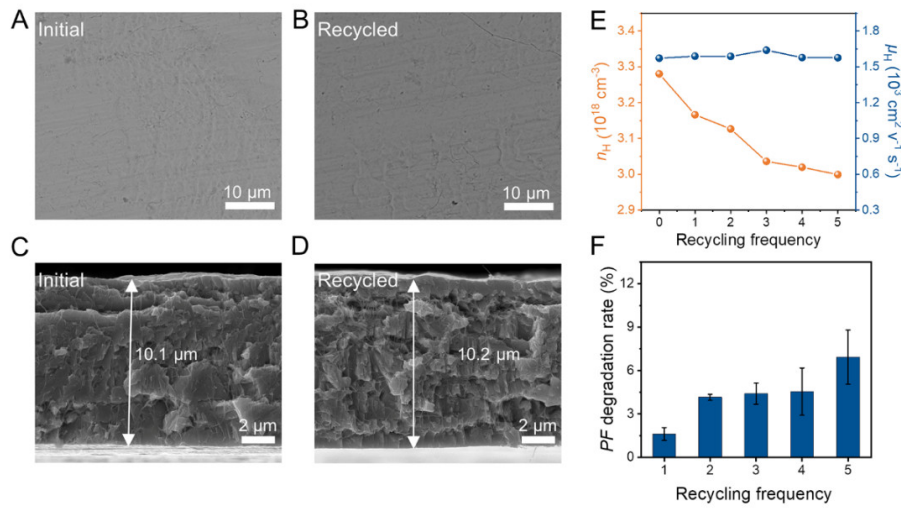 A
Initial
10 µm
B
Recycled
10 µm
C
Initial
10.1 µm
2 µm
D
Recycled
10.2 µm
2 µm
E
3.4
3.3
3.2
3.1
3.0
2.9
n_H (10^18 cm^-3)
1.8
1.5
1.2
0.9
0.6
0.3
μ_H (10^3 cm^2 v^-1 s^-1)
0 1 2 3 4 5
Recycling frequency
F
12
9
6
3
0
PF degradation rate (%)
1 2 3 4 5
Recycling frequency